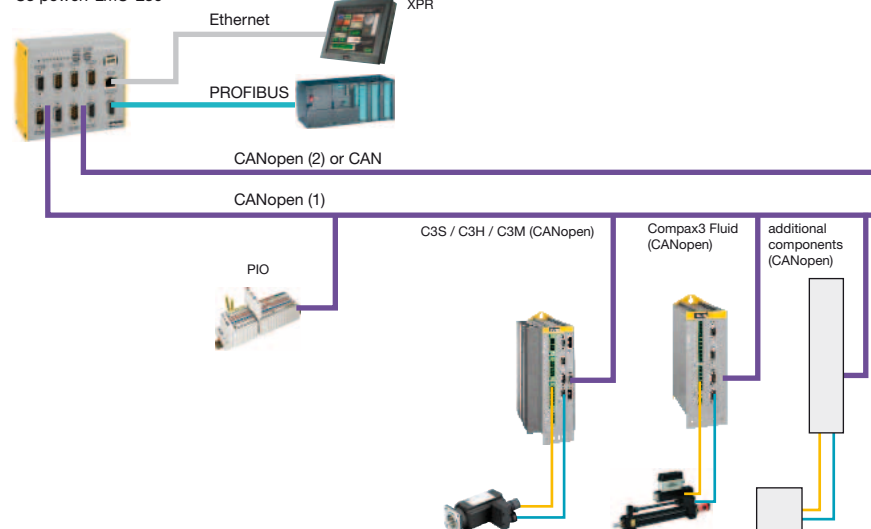 Ethernet
XPR
PROFIBUS
CANopen (2) or CAN
CANopen (1)
C3S / C3H / C3M (CANopen)
Compax3 Fluid
(CANopen)
additional
components
(CANopen)
PIO